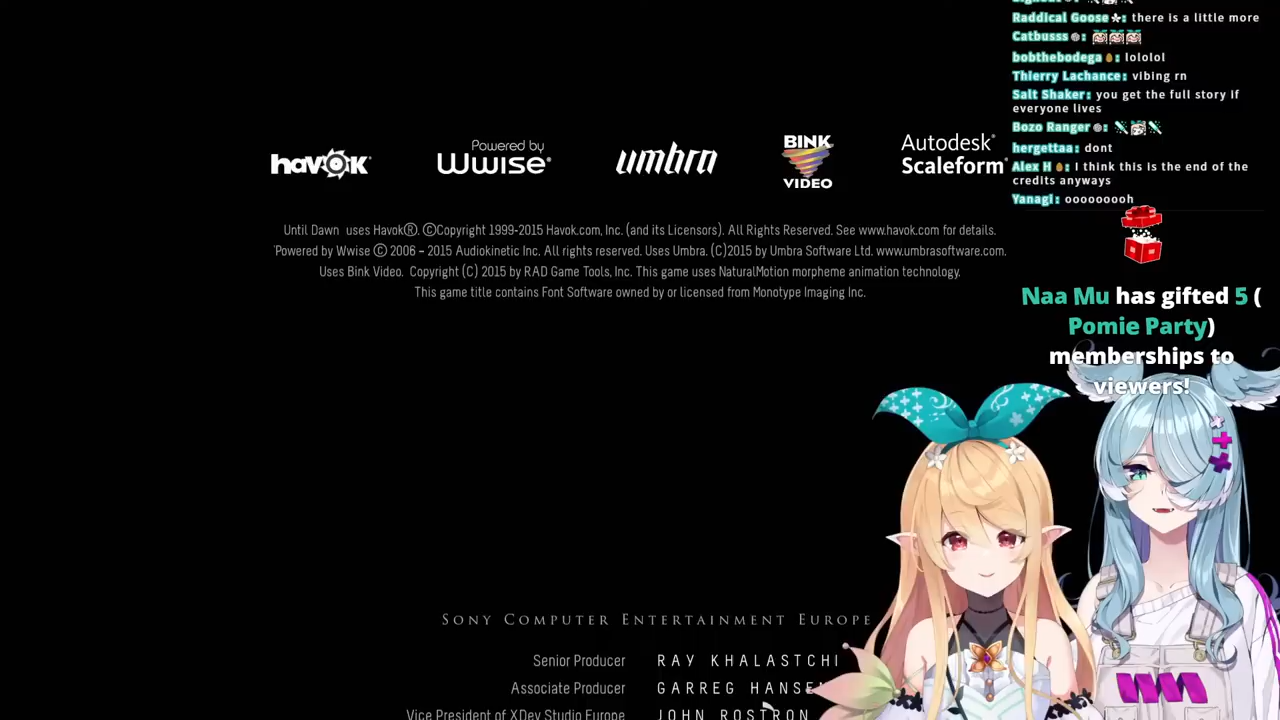 Raddical Goose: there is a little more
Catbusss:
bobthebodega: lololol
Thierry Lachance: vibing rn
Salt Shaker: you get the full story if
everyone lives
Bozo Ranger:
hergettaa: dont
Alex H: I think this is the end of the
credits anyways
Yanagi: ooooooooh
Naa Mu has gifted 5 (
Pomie Party)
memberships to
viewers!
havok
Powered by
Wwise®
umbra
BINK
VIDEO
Autodesk®
Scaleform
Until Dawn uses Havok®. ©Copyright 1999-2015 Havok.com, Inc. (and its Licensors). All Rights Reserved. See www.havok.com for details.
'Powered by Wwise © 2006 - 2015 Audiokinetic Inc. All rights reserved. Uses Umbra. (C)2015 by Umbra Software Ltd. www.umbrasoftware.com.
Uses Bink Video. Copyright (C) 2015 by RAD Game Tools, Inc. This game uses NaturalMotion morpheme animation technology.
This game title contains Font Software owned by or licensed from Monotype Imaging Inc.
SONY COMPUTER ENTERTAINMENT EUROPE
Senior Producer RAY KHALASTCHI
Associate Producer GARREG HANSEN
Vice President of XDev Studio Europe JOHN ROSTRON